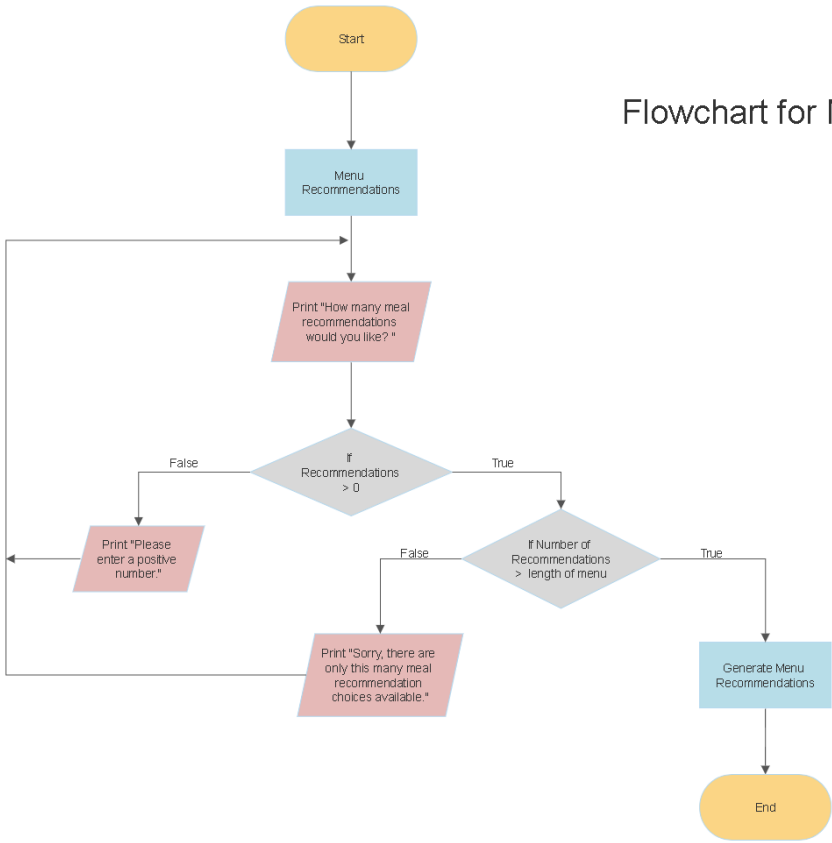 Start
Flowchart for
Menu
Recommendations
Print "How many meal
recommendations
would you like? "
If
Recommendations
> 0
False
True
Print "Please
enter a positive
number."
If Number of
Recommendations
> length of menu
False
True
Print "Sorry, there are
only this many meal
recommendation
choices available."
Generate Menu
Recommendations
End